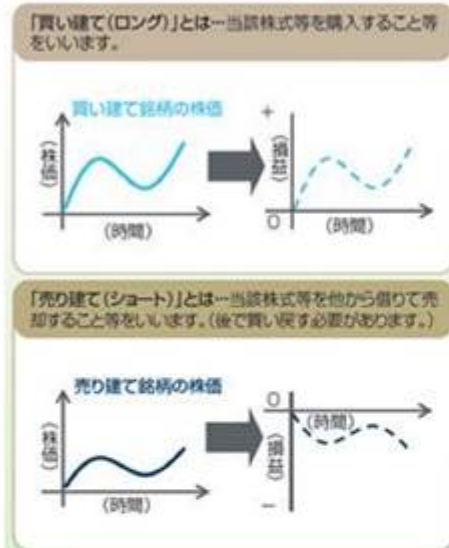 「買い建て(ロング)」とは…当該株式等を購入すること等
をいいます。
買い建て銘柄の株価
(株価)
(時間)
+
(損益)
0
(時間)
「売り建て(ショート)」とは…当該株式等を他から借りて売
却すること等をいいます。(後で買い戻す必要があります。)
売り建て銘柄の株価
(株価)
(時間)
0
(時間)
(損益)
−